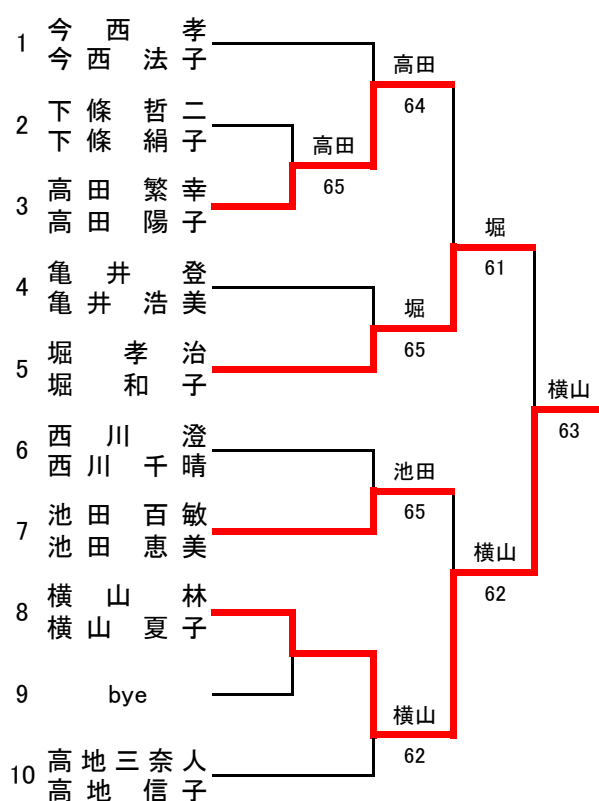 1 今西孝
今西法子
2 下條哲二
下條絹子
3 高田繁幸
高田陽子
4 亀井登
亀井浩美
5 堀孝治
堀和子
6 西川澄
西川千晴
7 池田百敏
池田恵美
8 横山林
横山夏子
9 bye
10 高地三奈人
高地信子
高田
65
高田
64
堀
65
堀
61
池田
65
横山
62
横山
62
横山
63